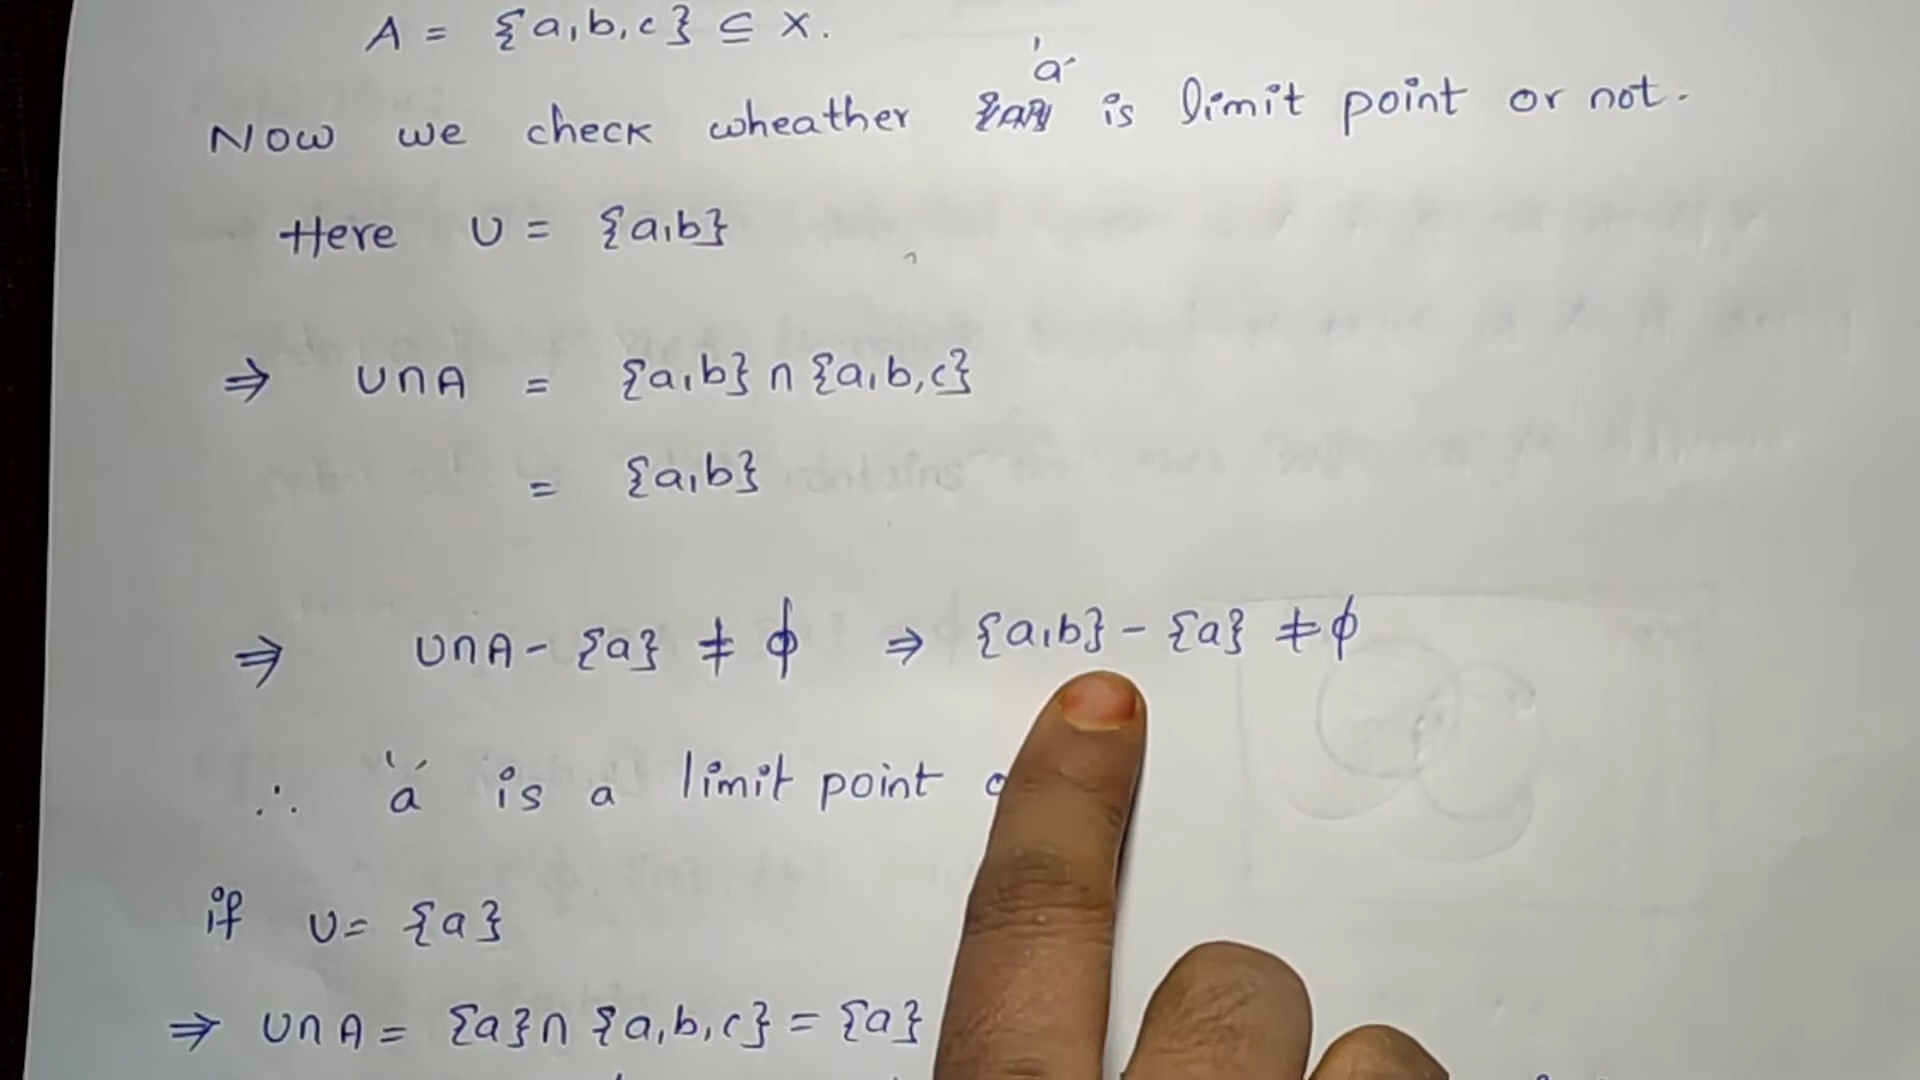 A = {a,b,c} ⊆ X.
Now we check wheather 'a' is limit point or not.
Here U = {a,b}
⇒ U∩A = {a,b} ∩ {a,b,c}
= {a,b}
⇒ U∩A - {a} ≠ ϕ ⇒ {a,b} - {a} ≠ ϕ
∴ 'a' is a limit point
if U = {a}
⇒ U∩A = {a}∩ {a,b,c} = {a}